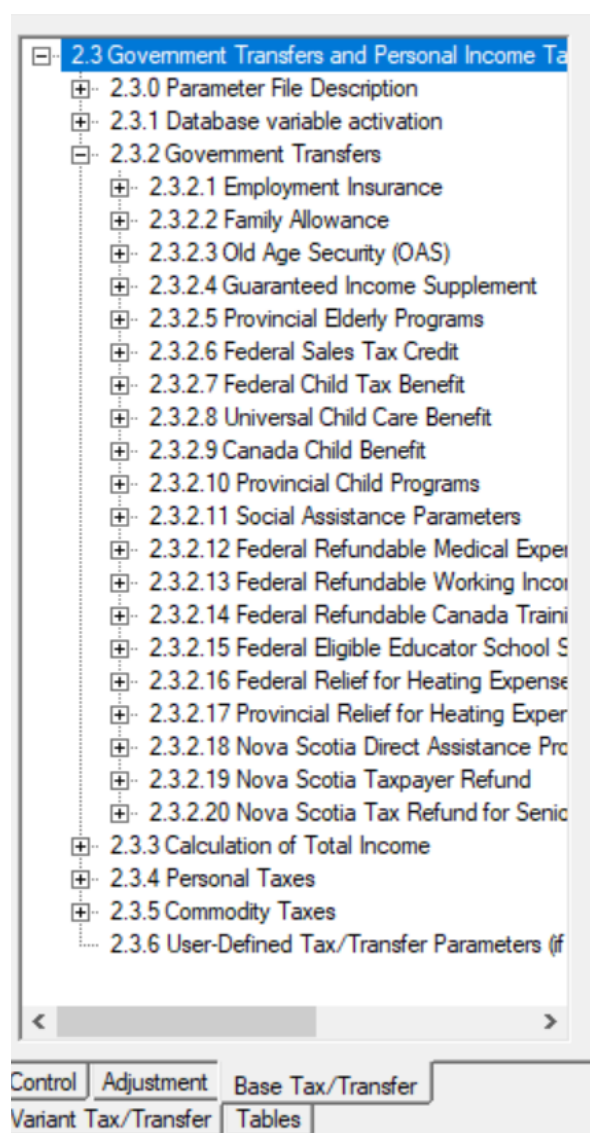 2.3 Government Transfers and Personal Income Ta
2.3.0 Parameter File Description
2.3.1 Database variable activation
2.3.2 Government Transfers
2.3.2.1 Employment Insurance
2.3.2.2 Family Allowance
2.3.2.3 Old Age Security (OAS)
2.3.2.4 Guaranteed Income Supplement
2.3.2.5 Provincial Elderly Programs
2.3.2.6 Federal Sales Tax Credit
2.3.2.7 Federal Child Tax Benefit
2.3.2.8 Universal Child Care Benefit
2.3.2.9 Canada Child Benefit
2.3.2.10 Provincial Child Programs
2.3.2.11 Social Assistance Parameters
2.3.2.12 Federal Refundable Medical Exper
2.3.2.13 Federal Refundable Working Incor
2.3.2.14 Federal Refundable Canada Traini
2.3.2.15 Federal Eligible Educator School S
2.3.2.16 Federal Relief for Heating Expense
2.3.2.17 Provincial Relief for Heating Exper
2.3.2.18 Nova Scotia Direct Assistance Pro
2.3.2.19 Nova Scotia Taxpayer Refund
2.3.2.20 Nova Scotia Tax Refund for Senio
2.3.3 Calculation of Total Income
2.3.4 Personal Taxes
2.3.5 Commodity Taxes
2.3.6 User-Defined Tax/Transfer Parameters (if
Control Adjustment Base Tax/Transfer
Variant Tax/Transfer Tables